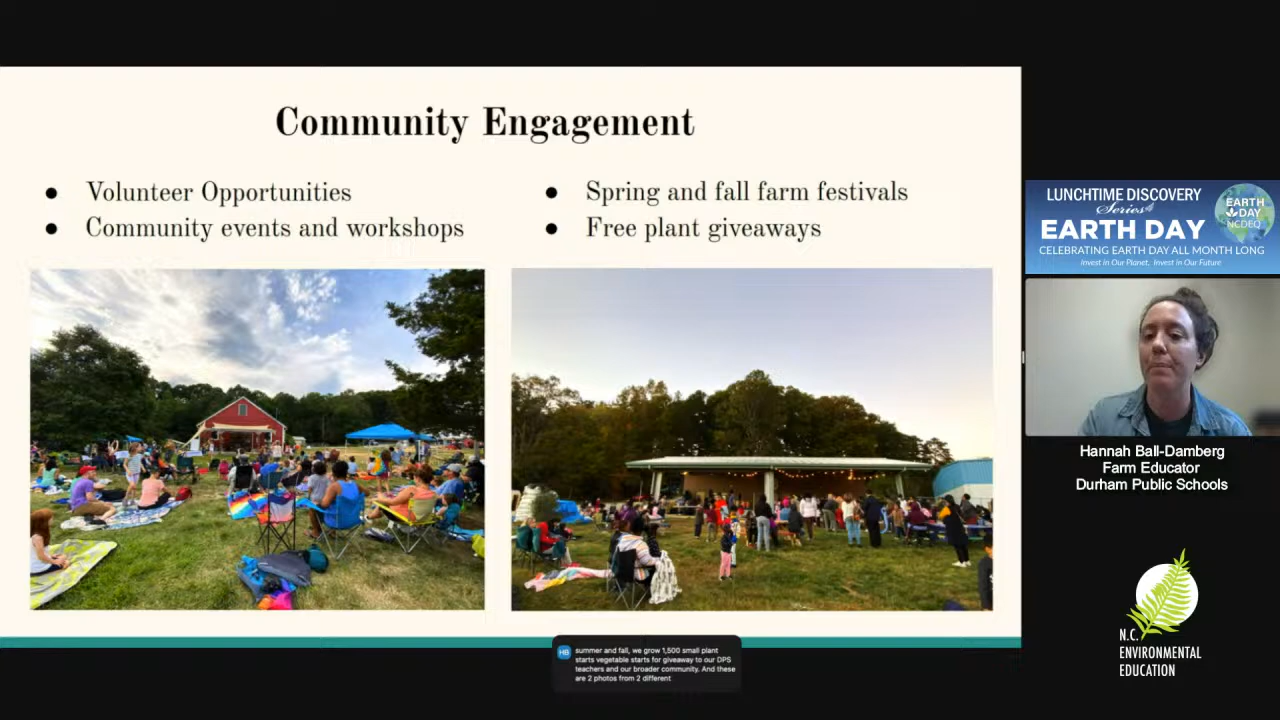 Community Engagement
● Volunteer Opportunities
● Community events and workshops
● Spring and fall farm festivals
● Free plant giveaways
LUNCHTIME DISCOVERY
Series
EARTH DAY
CELEBRATING EARTH DAY ALL MONTH LONG
Invest in Our Planet, Invest in Our Future
EARTH
DAY
NCDEQ
Hannah Ball-Damberg
Farm Educator
Durham Public Schools
N.C.
ENVIRONMENTAL
EDUCATION
HB
summer and fall, we grow 1,500 small plant
starts vegetable starts for giveaway to our DPS
teachers and our broader community. And these
are 2 photos from 2 different